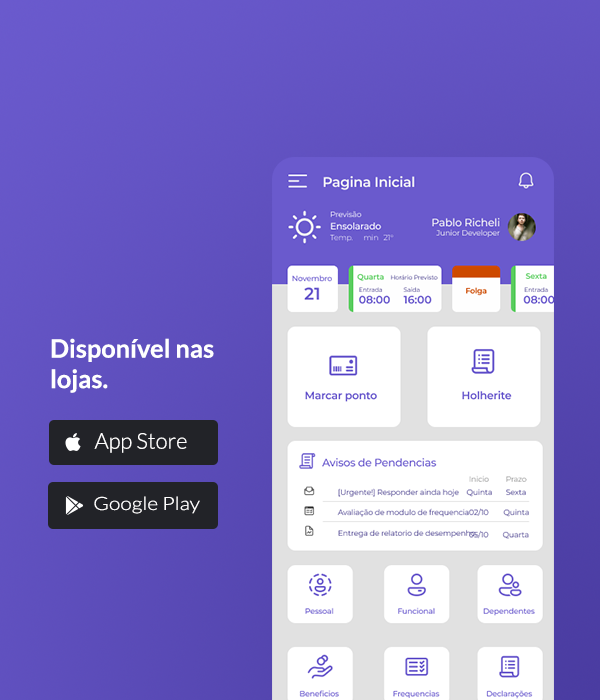 Disponível nas
lojas.
App Store
Google Play
Pagina Inicial
Previsão
Ensolarado
Temp. min 21°
Pablo Richeli
Junior Developer
Novembro
21
Quarta Horário Previsto
Entrada Saída
08:00 16:00
Folga
Sexta
Entrada
08:00
Marcar ponto
Holherite
Avisos de Pendencias
Início Prazo
[Urgente!] Responder ainda hoje Quinta Sexta
Avaliação de modulo de frequencia 02/10 Quinta
Entrega de relatorio de desempenho /10 Quarta
Pessoal
Funcional
Dependentes
Beneficios
Frequencias
Declarações